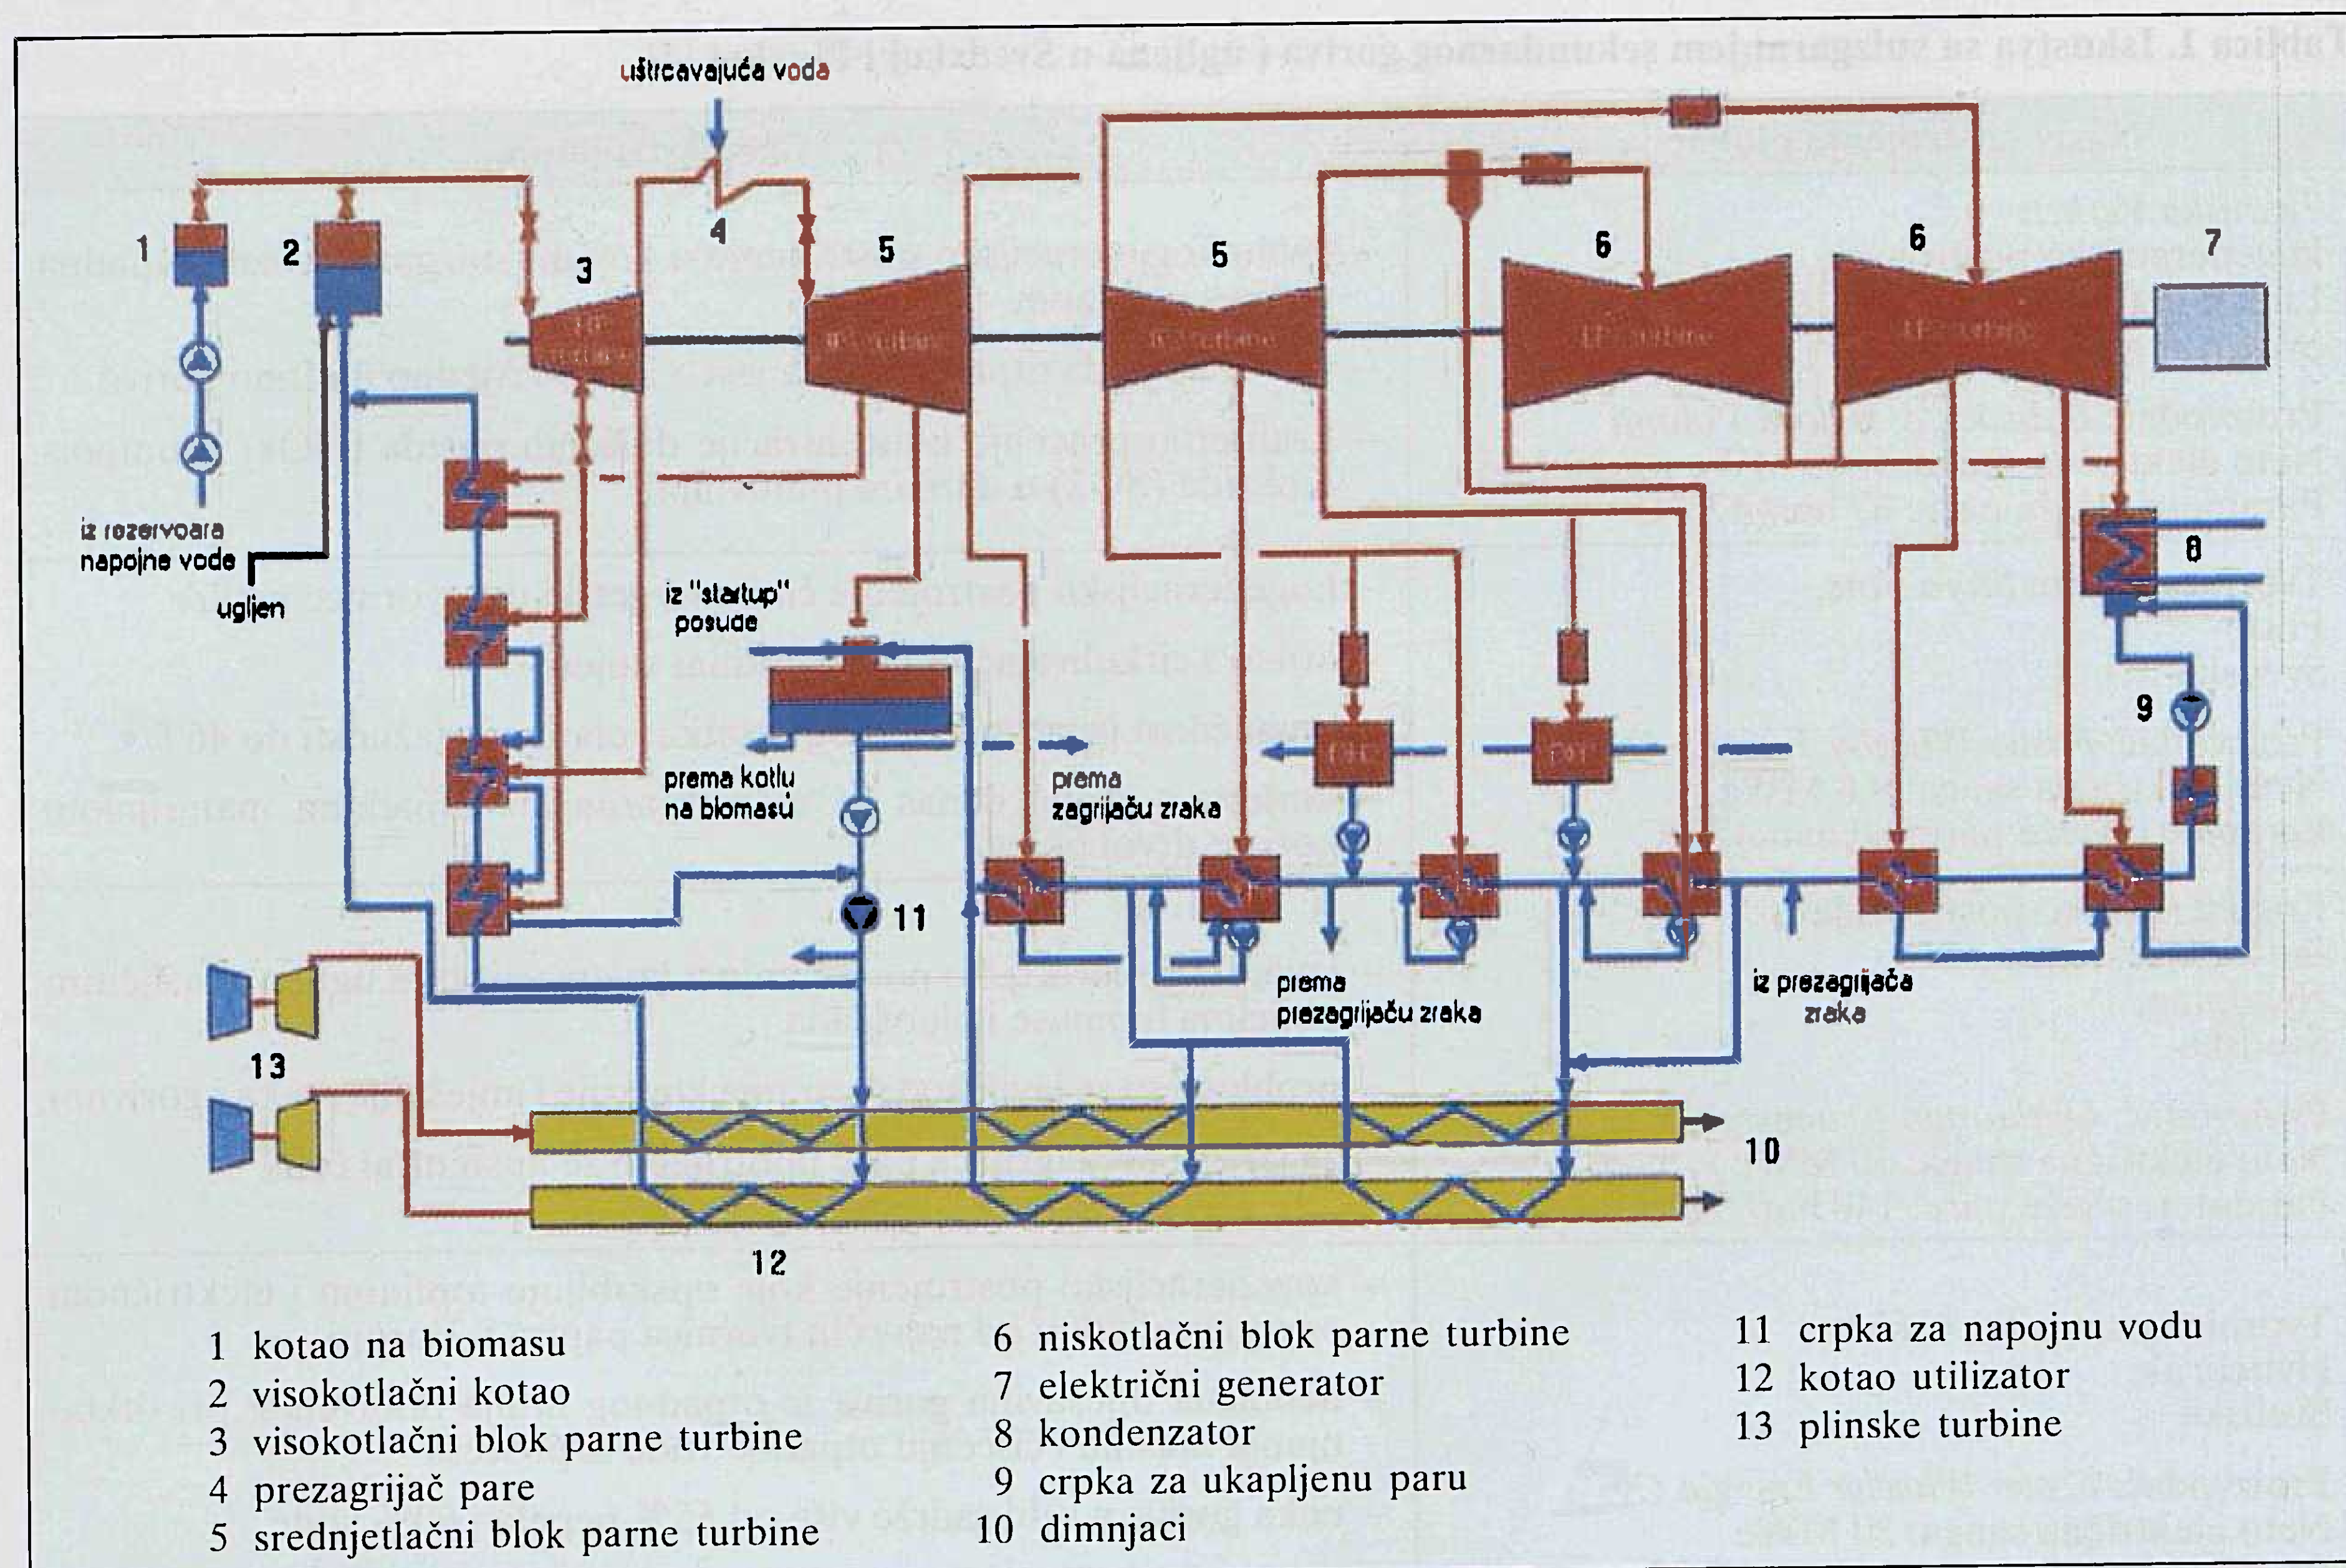 uštrcavajuća voda
1
2
3
4
5
5
6
6
7
iz rezervoara
napojne vode
ugljen
iz "startup"
posude
8
9
prema kotlu
na biomasu
prema
zagrijaču zraka
11
prema
prezagrijaču zraka
iz prezagrijača
zraka
13
10
12
1 kotao na biomasu
2 visokotlačni kotao
3 visokotlačni blok parne turbine
4 prezagrijač pare
5 srednjetlačni blok parne turbine
6 niskotlačni blok parne turbine
7 električni generator
8 kondenzator
9 crpka za ukapljenu paru
10 dimnjaci
11 crpka za napojnu vodu
12 kotao utilizator
13 plinske turbine